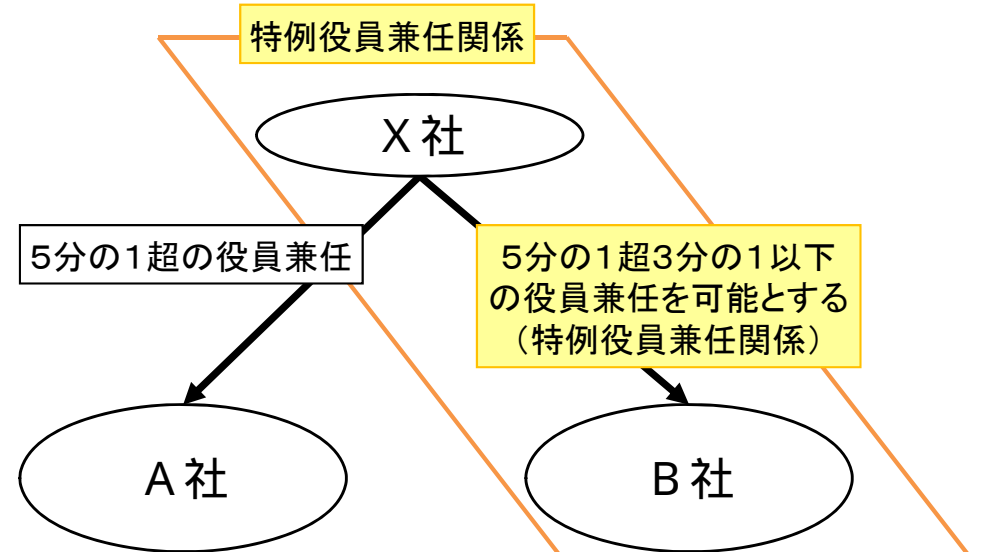 特例役員兼任関係
X社
5分の1超の役員兼任
5分の1超3分の1以下
の役員兼任を可能とする
（特例役員兼任関係）
A社
B社